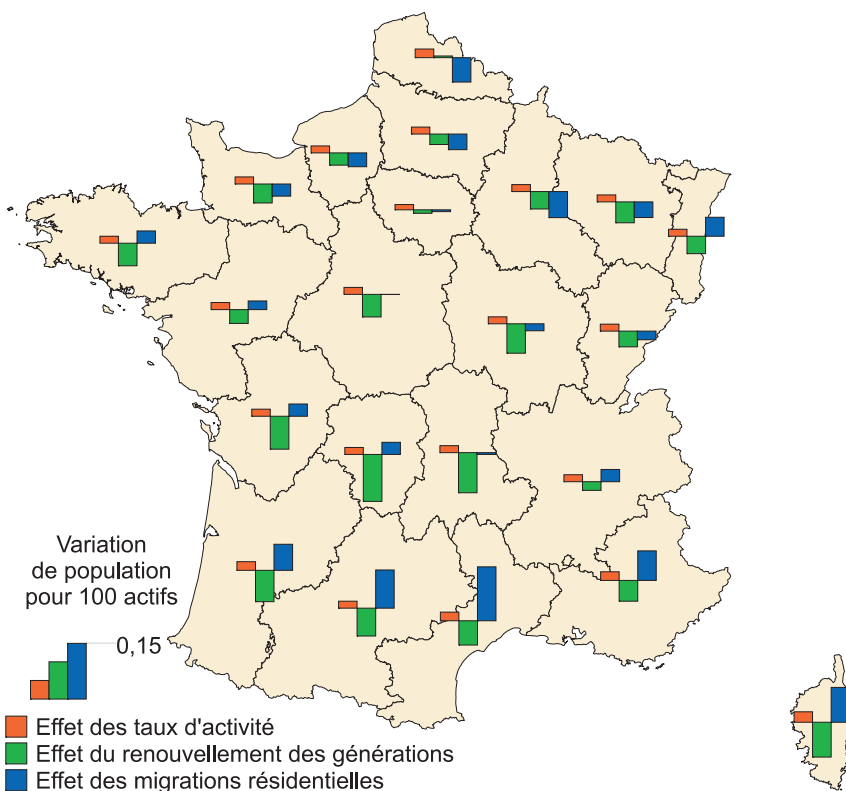 Variation
de population
pour 100 actifs
0,15
Effet des taux d'activité
Effet du renouvellement des générations
Effet des migrations résidentielles